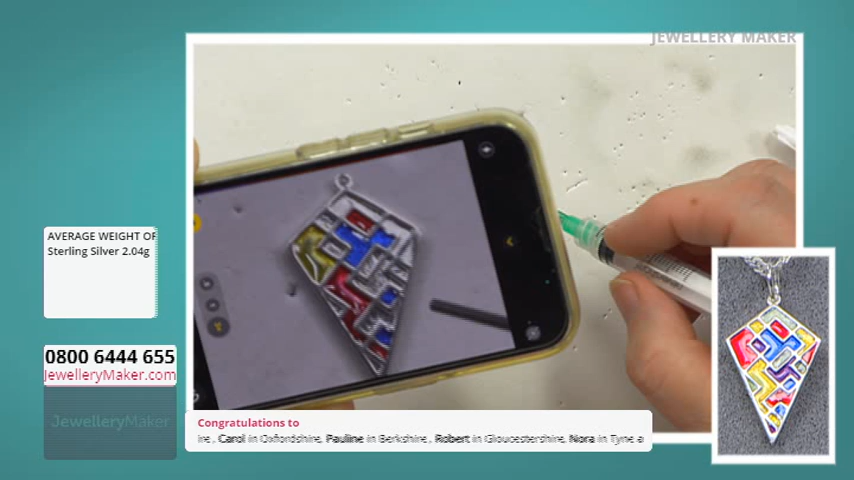 JEWELLERY MAKER
AVERAGE WEIGHT OF
Sterling Silver 2.04g
0800 6444 655
JewelleryMaker.com
JewelleryMaker
Congratulations to
ire, Carol in Oxfordshire, Pauline in Berkshire, Robert in Gloucestershire, Nora in Tyne a